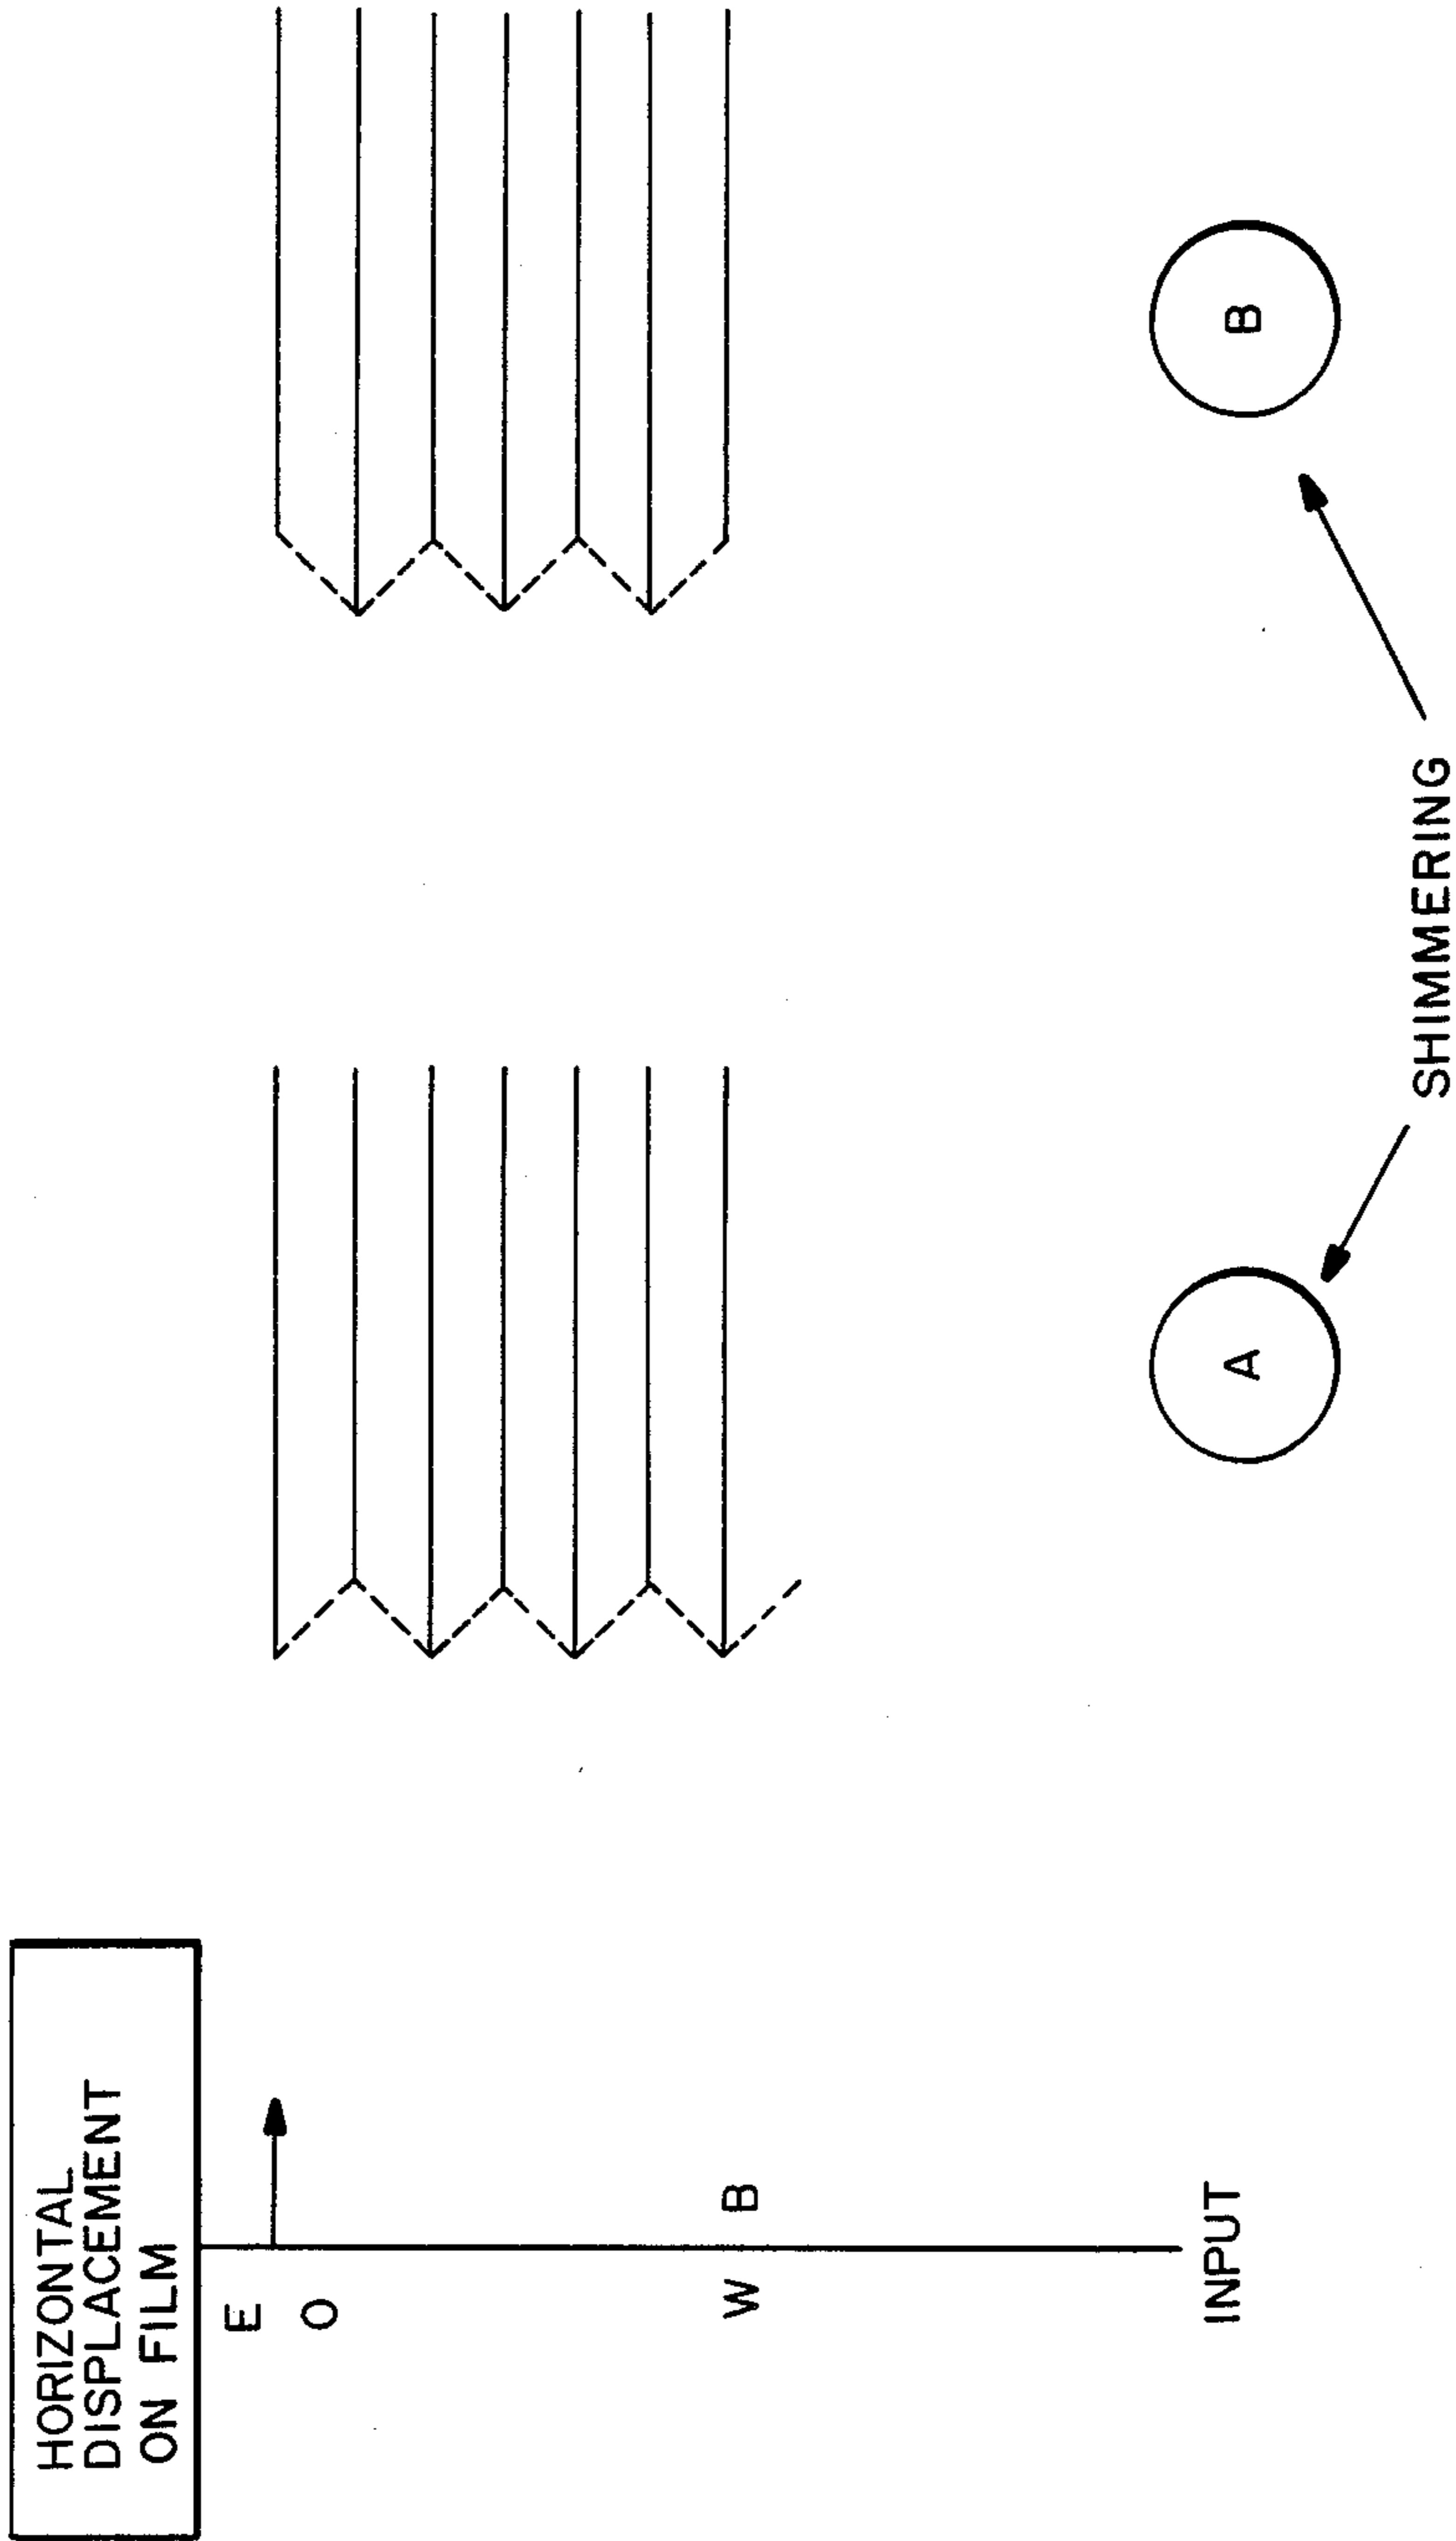 HORIZONTAL
DISPLACEMENT
ON FILM
E
O
W B
INPUT
A
B
SHIMMERING